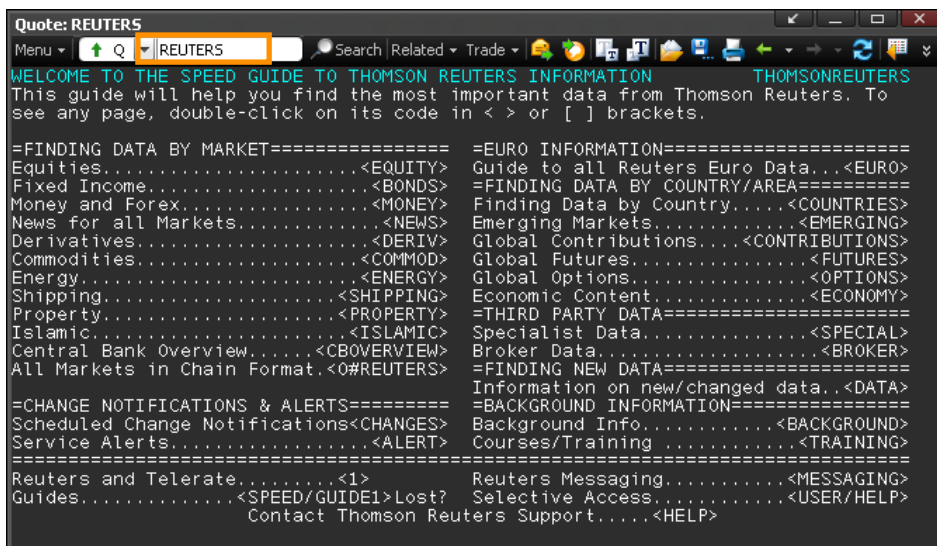 Quote: REUTERS
Menu Q REUTERS Search Related Trade
WELCOME TO THE SPEED GUIDE TO THOMSON REUTERS INFORMATION THOMSONREUTERS
This guide will help you find the most important data from Thomson Reuters. To
see any page, double-click on its code in < > or [ ] brackets.
=FINDING DATA BY MARKET================ =EURO INFORMATION======================
Equities.......................<EQUITY> Guide to all Reuters Euro Data...<EURO>
Fixed Income....................<BONDS> =FINDING DATA BY COUNTRY/AREA==========
Money and Forex.................<MONEY> Finding Data by Country.....<COUNTRIES>
News for all Markets.............<NEWS> Emerging Markets.............<EMERGING>
Derivatives.....................<DERIV> Global Contributions....<CONTRIBUTIONS>
Commodities....................<COMMOD> Global Futures................<FUTURES>
Energy.........................<ENERGY> Global Options................<OPTIONS>
Shipping.....................<SHIPPING> Economic Content..............<ECONOMY>
Property.....................<PROPERTY> =THIRD PARTY DATA======================
Islamic.......................<ISLAMIC> Specialist Data...............<SPECIAL>
Central Bank Overview......<CBOVERVIEW> Broker Data....................<BROKER>
All Markets in Chain Format.<0#REUTERS> =FINDING NEW DATA======================
Information on new/changed data..<DATA>
=CHANGE NOTIFICATIONS & ALERTS========= =BACKGROUND INFORMATION================
Scheduled Change Notifications<CHANGES> Background Info............<BACKGROUND>
Service Alerts..................<ALERT> Courses/Training ............<TRAINING>
================================================================================
Reuters and Telerate.........<1> Reuters Messaging...........<MESSAGING>
Guides..............<SPEED/GUIDE1>Lost? Selective Access............<USER/HELP>
Contact Thomson Reuters Support.....<HELP>